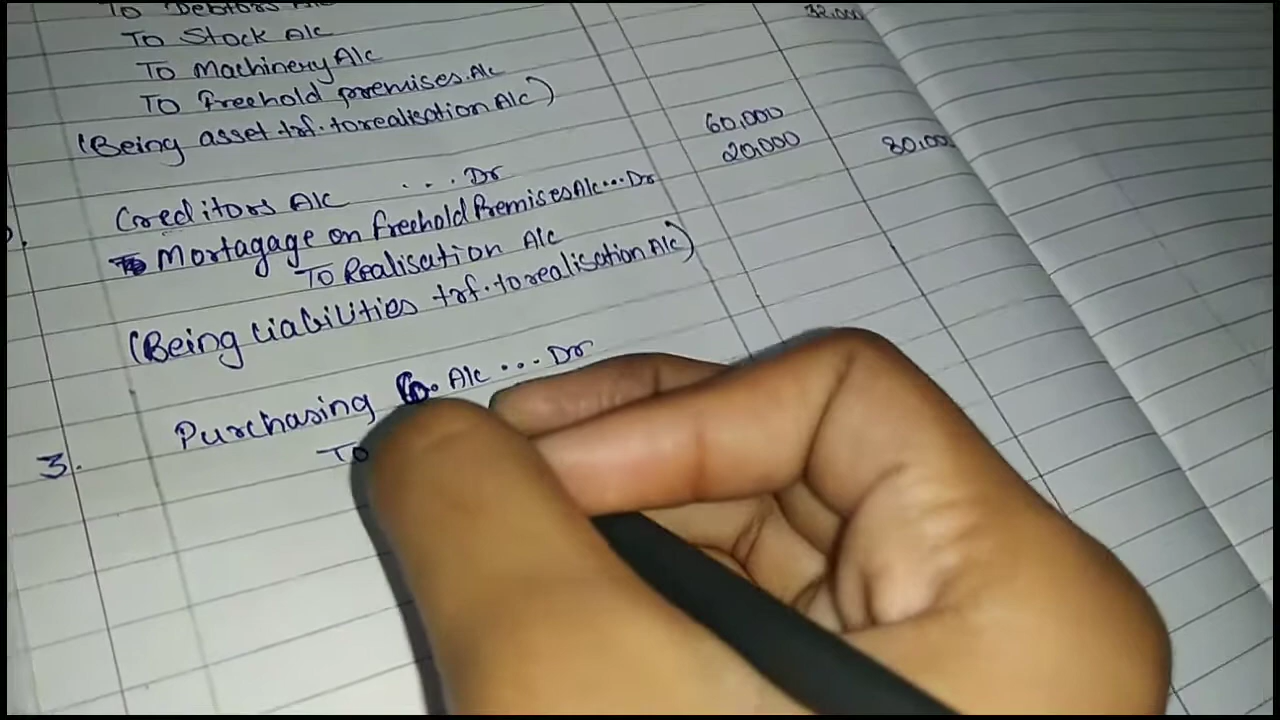 To Debtors A/c
32,000
To Stock A/c
To Machinery A/c
To Freehold premises A/c
(Being asset trf. to realisation A/c)
Creditors A/c ... Dr 60,000
Mortagage on freehold Premises A/c ... Dr 20,000 80,000
To Realisation A/c
(Being liabilities trf. to realisation A/c)
3. Purchasing Co. A/c ... Dr
To